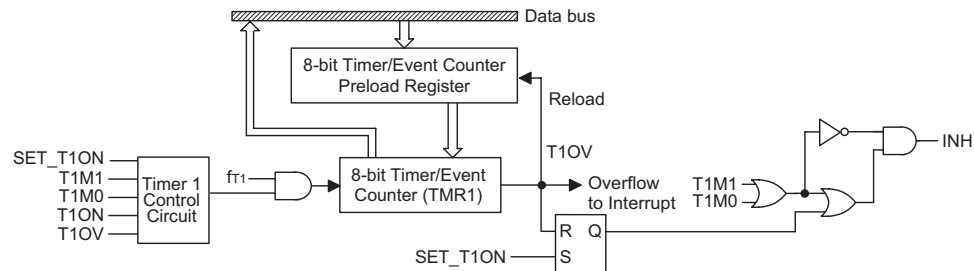 Data bus
8-bit Timer/Event Counter
Preload Register
Reload
SET_T1ON
T1M1
T1M0
T1ON
T1OV
Timer 1
Control
Circuit
fT1
8-bit Timer/Event
Counter (TMR1)
T1OV
Overflow
to Interrupt
R Q
S
SET_T1ON
T1M1
T1M0
INH